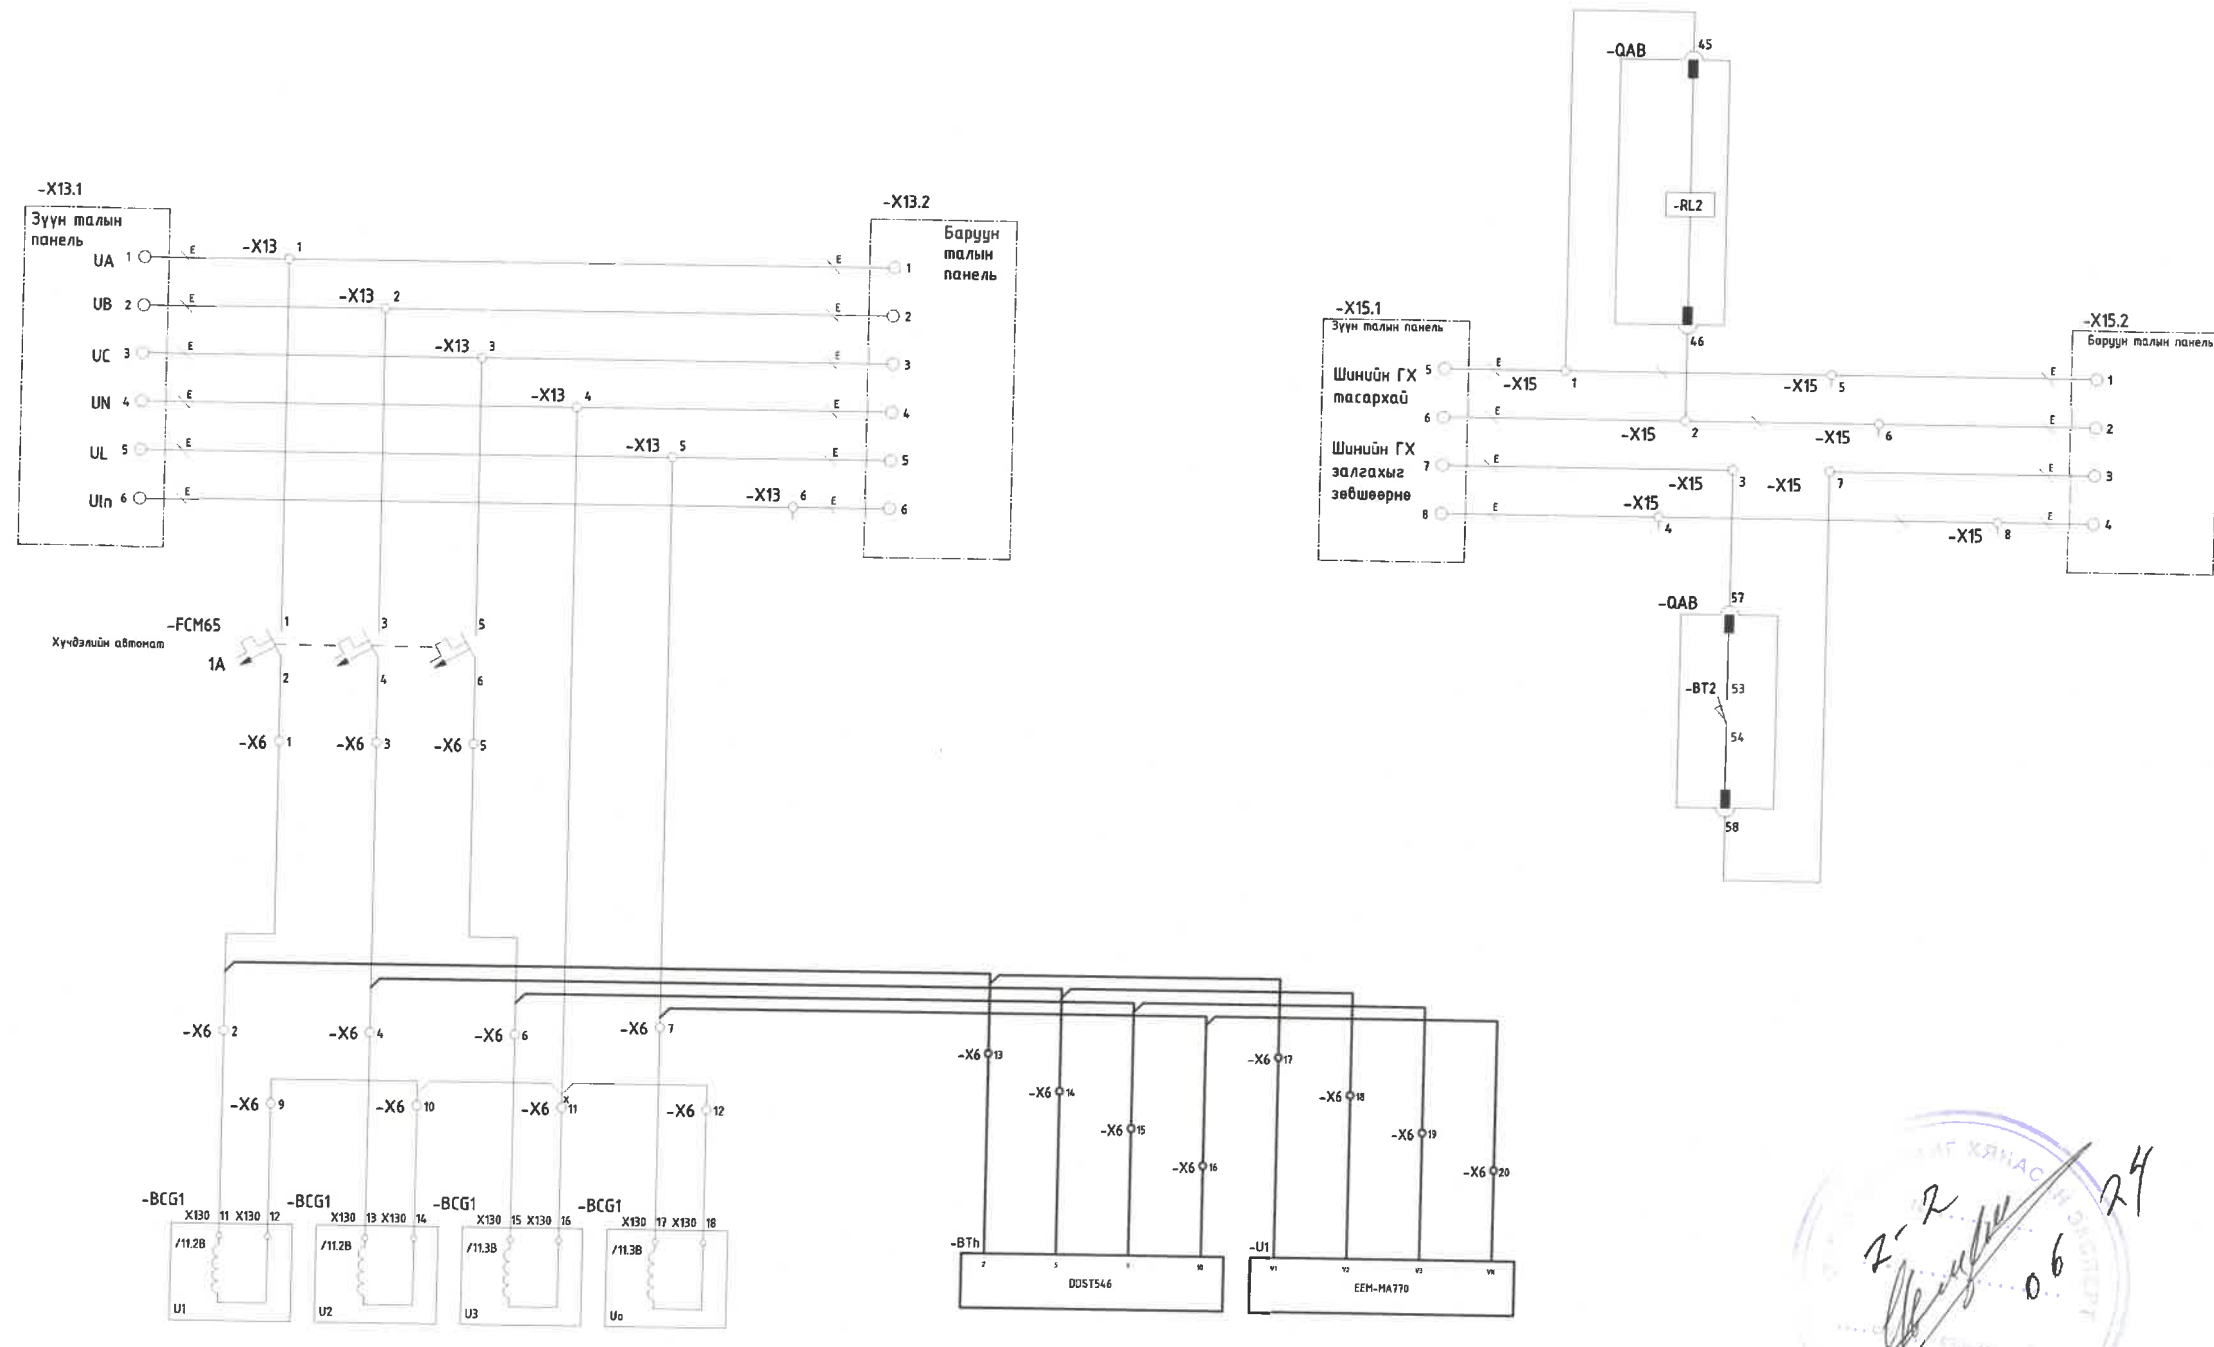 -QAB 45
-RL2
46
-X13.1
Зүүн талын
панель
UA 1 E -X13 1 E 1
UB 2 E -X13 2 E 2
UC 3 E -X13 3 E 3
UN 4 E -X13 4 E 4
UL 5 E -X13 5 E 5
Uln 6 E -X13 6 E 6
-X13.2
Баруун
талын
панель
-X15.1
Зүүн талын панель
Шинийн ГХ
тасархай
Шинийн ГХ
залгахыг
зөвшөөрнө
5 E -X15 1 -X15 5 E 1
6 E -X15 2 -X15 6 E 2
7 E -X15 3 -X15 7 E 3
8 E -X15 4 -X15 8 E 4
-X15.2
Баруун талын панель
-QAB 57
-BT2 53
54
58
-FCM65 1 3 5
Хүчдэлийн автомат
1A
2 4 6
-X6 1 -X6 3 -X6 5
-X6 2 -X6 4 -X6 6 -X6 7
-X6 9 -X6 10 -X6 x 11 -X6 12
-X6 13 -X6 17
-X6 14 -X6 18
-X6 15 -X6 19
-X6 16 -X6 20
-BCG1 -BCG1 -BCG1 -BCG1
X130 11 X130 12 X130 13 X130 14 X130 15 X130 16 X130 17 X130 18
/11.2B /11.2B /11.3B /11.3B
U1 U2 U3 Uo
-BTh
5 10
DDST546
-U1
V1 V2 V3 VN
EEM-MA770
24
06